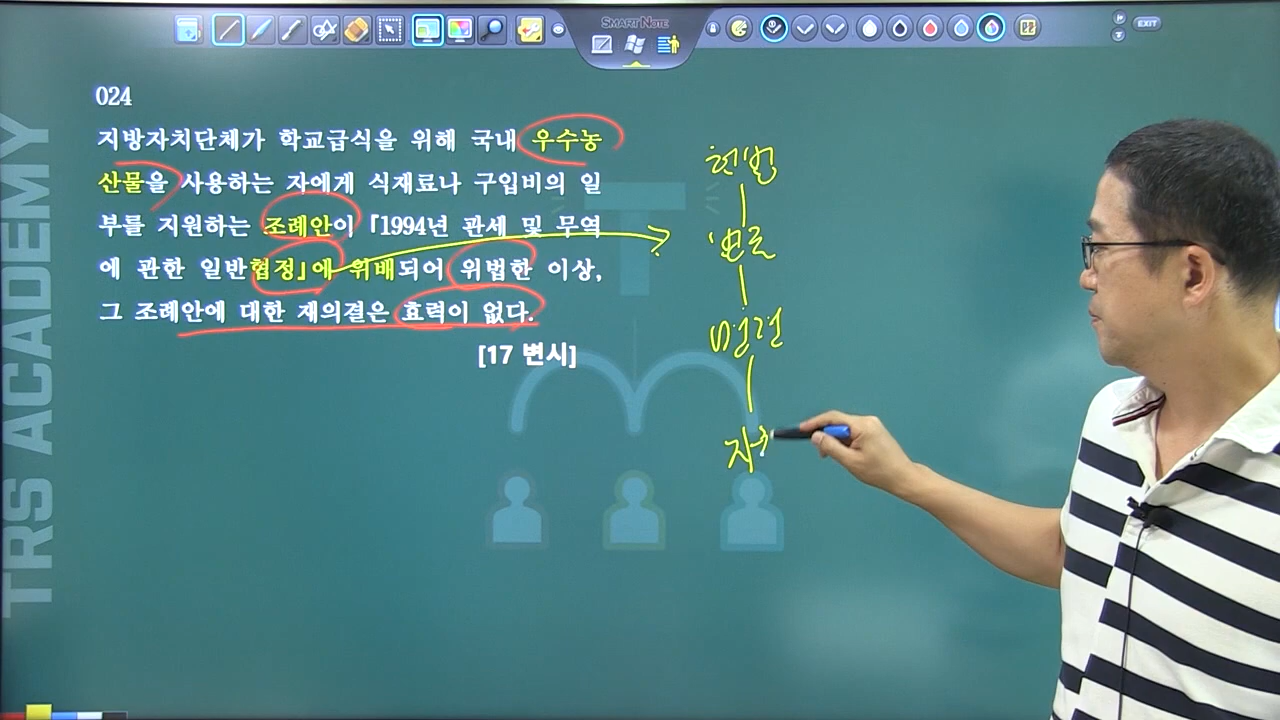 SMART NOTE
EXIT
TRS ACADEMY
024
지방자치단체가 학교급식을 위해 국내 우수농
산물을 사용하는 자에게 식재료나 구입비의 일
부를 지원하는 조례안이 「1994년 관세 및 무역
에 관한 일반협정」에 위배되어 위법한 이상,
그 조례안에 대한 재의결은 효력이 없다.
[17 변시]
헌법
법률
명령
자치